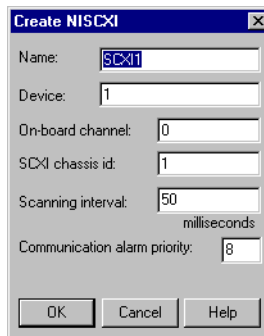 Create NISCXI
Name: SCXI1
Device: 1
On-board channel: 0
SCXI chassis id: 1
Scanning interval: 50
milliseconds
Communication alarm priority: 8
OK Cancel Help